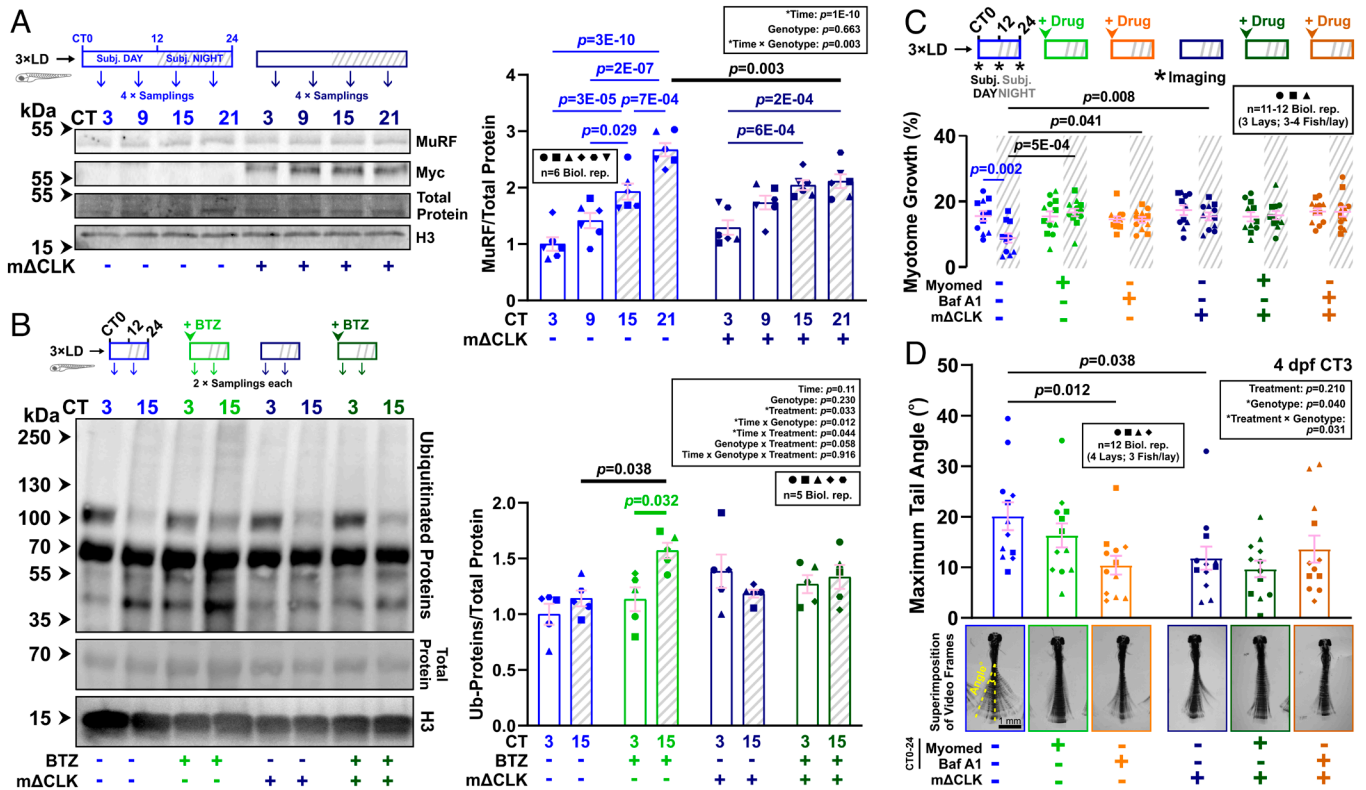 A
CT0 12 24
3×LD
Subj. DAY Subj. NIGHT
4 × Samplings 4 × Samplings
kDa CT 3 9 15 21 3 9 15 21
55 MuRF
55 Myc
55 Total Protein
15 H3
mΔCLK - - - - + + + +
*Time: p=1E-10
Genotype: p=0.663
*Time × Genotype: p=0.003
p=3E-10
p=2E-07 p=0.003
p=3E-05 p=7E-04 p=2E-04
p=0.029 p=6E-04
n=6 Biol. rep.
MuRF/Total Protein
4
3
2
1
0
CT 3 9 15 21 3 9 15 21
mΔCLK - - - - + + + +
B
CT0 12 24
3×LD
+ BTZ + BTZ
2 × Samplings each
kDa CT 3 15 3 15 3 15 3 15
250
130
100
70
55
35
Ubiquitinated Proteins
70 Total Protein
15 H3
BTZ - - + + - - + +
mΔCLK - - - - + + + +
Time: p=0.11
Genotype: p=0.230
*Treatment: p=0.033
*Time x Genotype: p=0.012
*Time x Treatment: p=0.044
Genotype x Treatment: p=0.058
Time x Genotype x Treatment: p=0.916
n=5 Biol. rep.
p=0.038
p=0.032
Ub-Proteins/Total Protein
2.0
1.5
1.0
0.5
0.0
CT 3 15 3 15 3 15 3 15
BTZ - - + + - - + +
mΔCLK - - - - + + + +
C
CT0 12 24
+ Drug + Drug + Drug + Drug
3×LD
* * *
Subj. DAY Subj. NIGHT
* Imaging
n=11-12 Biol. rep.
(3 Lays; 3-4 Fish/lay)
p=0.008
p=0.041
p=5E-04
p=0.002
Myotome Growth (%)
60
40
20
0
Myomed - + - - + -
Baf A1 - - + - - +
mΔCLK - - - + + +
D
4 dpf CT3
Treatment: p=0.210
*Genotype: p=0.040
*Treatment × Genotype:
p=0.031
p=0.038
p=0.012
n=12 Biol. rep.
(4 Lays; 3 Fish/lay)
Maximum Tail Angle (°)
50
40
30
20
10
0
Superimposition
of Video Frames
Angle°
1 mm
CT0-24
Myomed - + - - + -
Baf A1 - - + - - +
mΔCLK - - - + + +